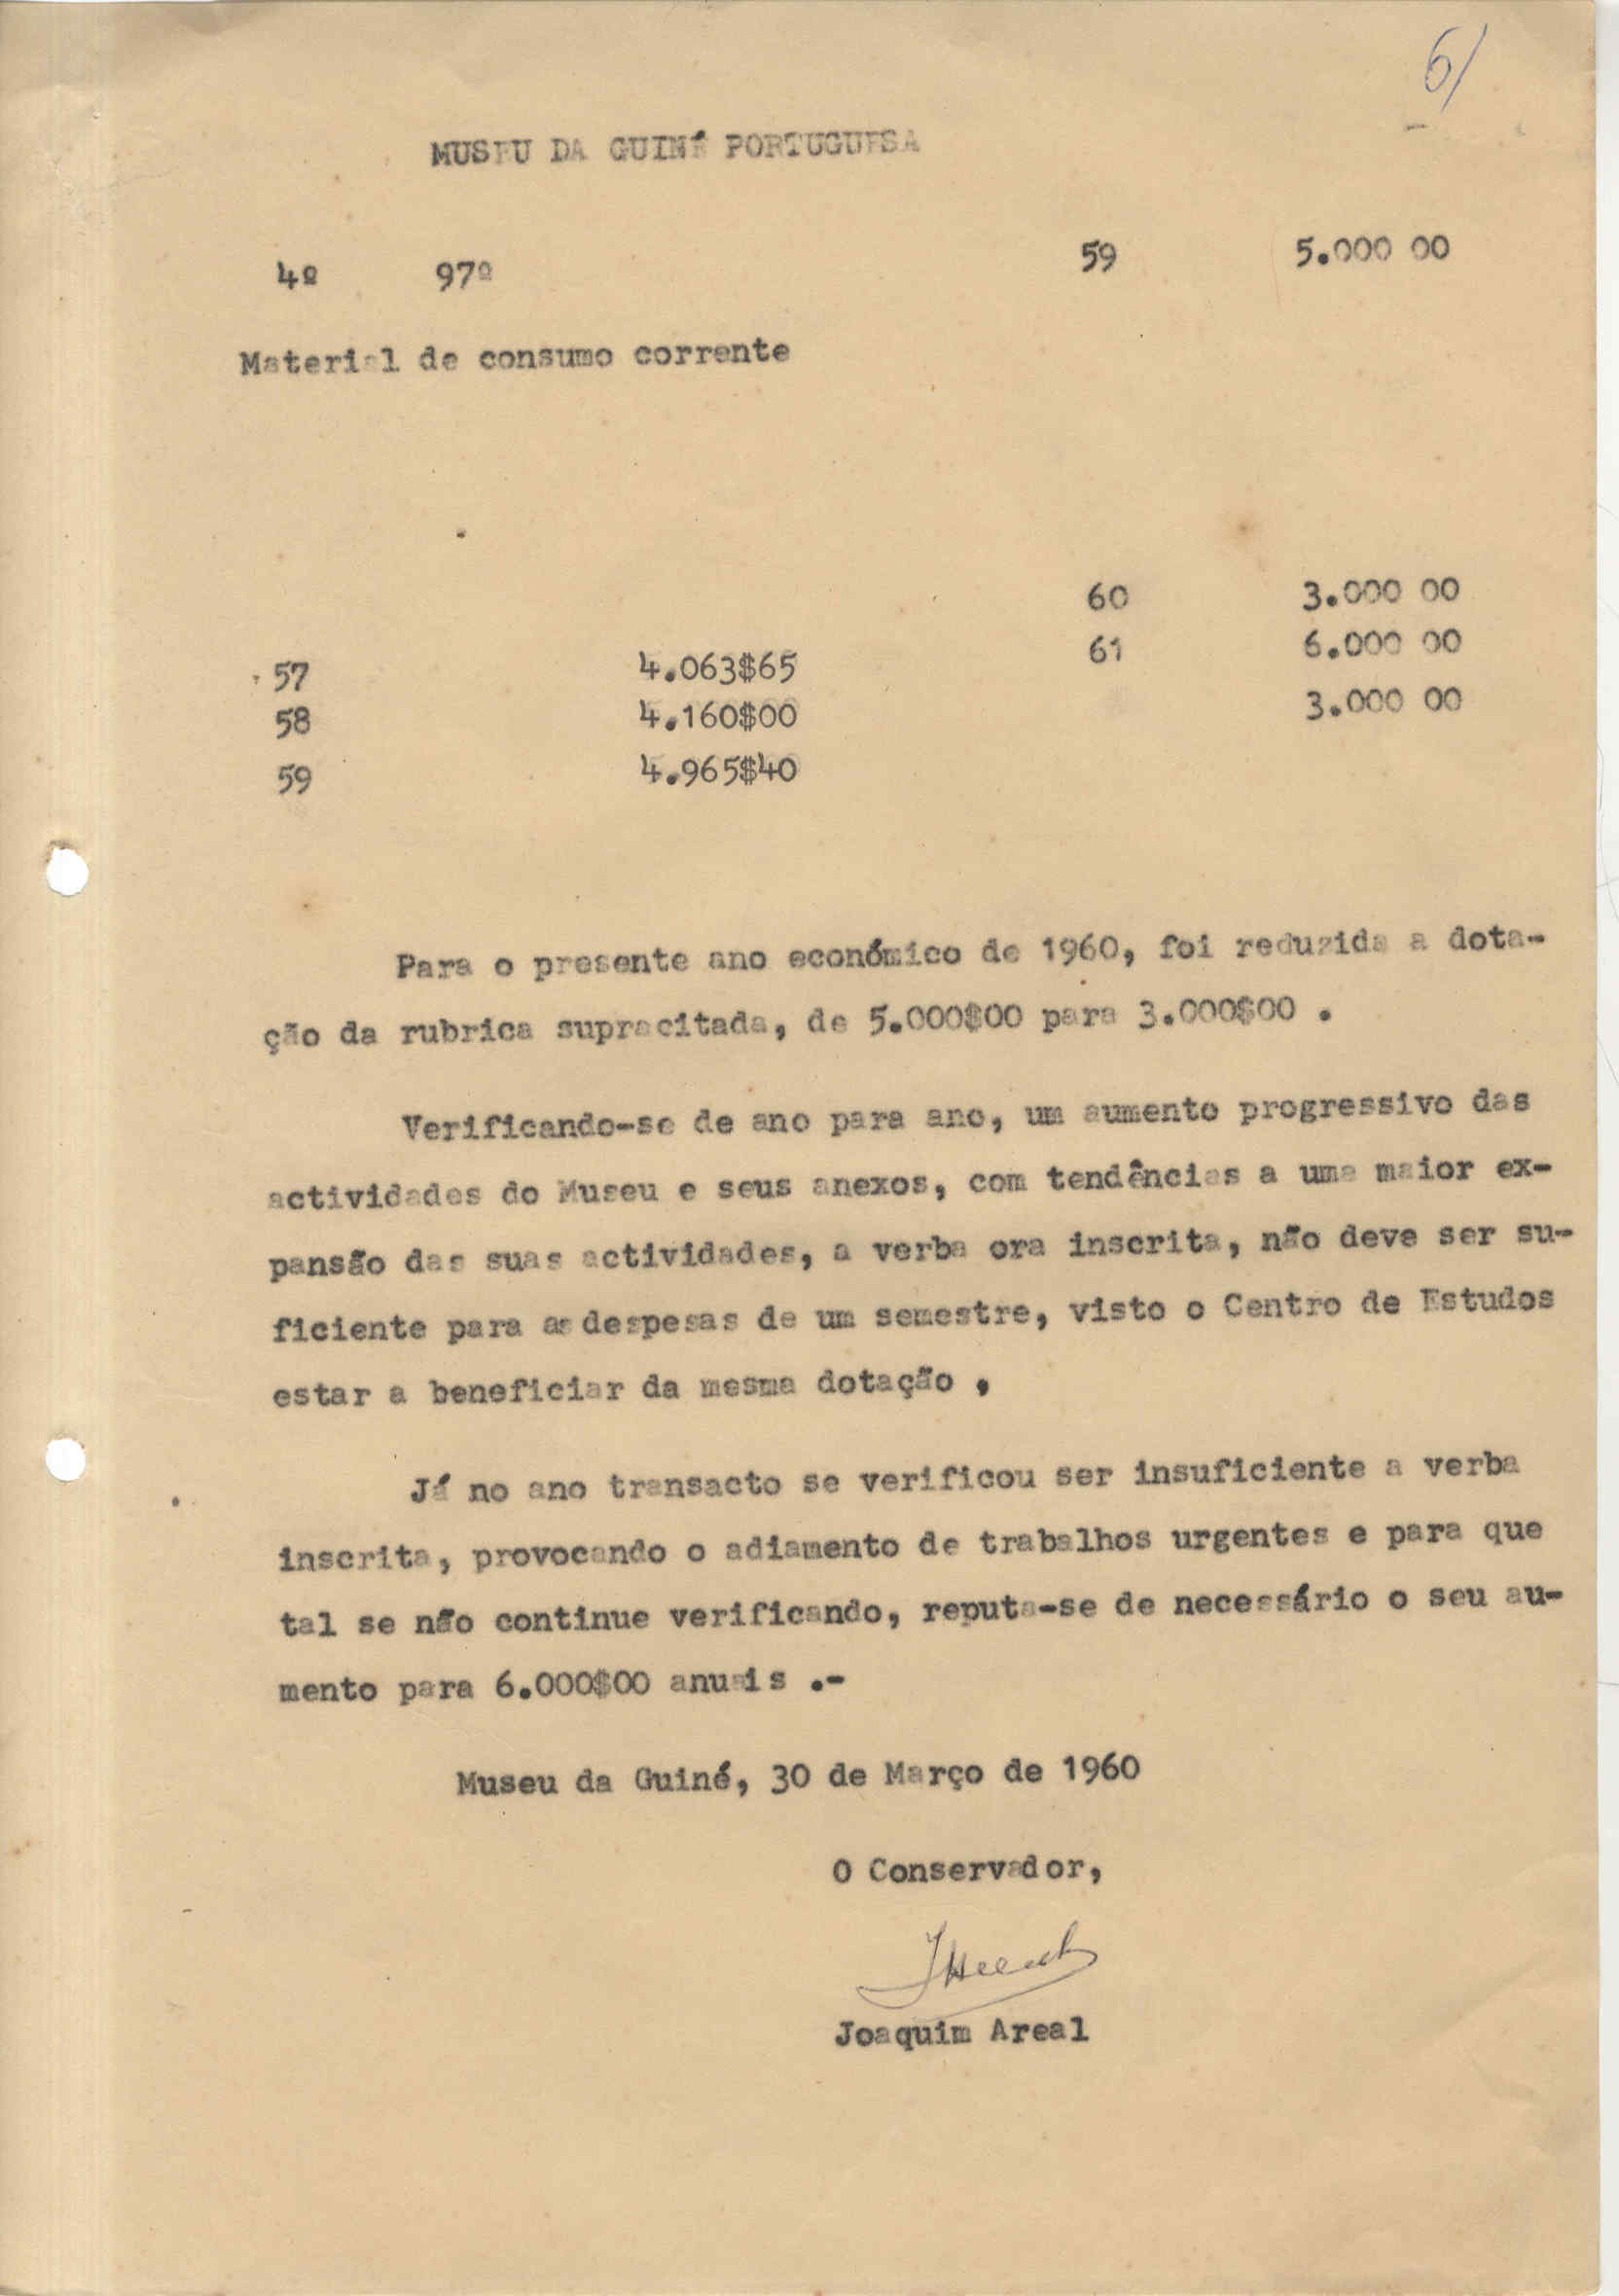 6/
MUSEU DA GUINÉ PORTUGUESA
4º 97º 59 5.000 00
Material de consumo corrente
60 3.000 00
61 6.000 00
57 4.063$65
3.000 00
58 4.160$00
59 4.965$40
Para o presente ano económico de 1960, foi reduzida a dota-
ção da rubrica supracitada, de 5.000$00 para 3.000$00 .
Verificando-se de ano para ano, um aumento progressivo das
actividades do Museu e seus anexos, com tendências a uma maior ex-
pansão das suas actividades, a verba ora inscrita, não deve ser su-
ficiente para as despesas de um semestre, visto o Centro de Estudos
estar a beneficiar da mesma dotação ,
Já no ano transacto se verificou ser insuficiente a verba
inscrita, provocando o adiamento de trabalhos urgentes e para que
tal se não continue verificando, reputa-se de necessário o seu au-
mento para 6.000$00 anuais .-
Museu da Guiné, 30 de Março de 1960
O Conservador,
Joaquim Areal